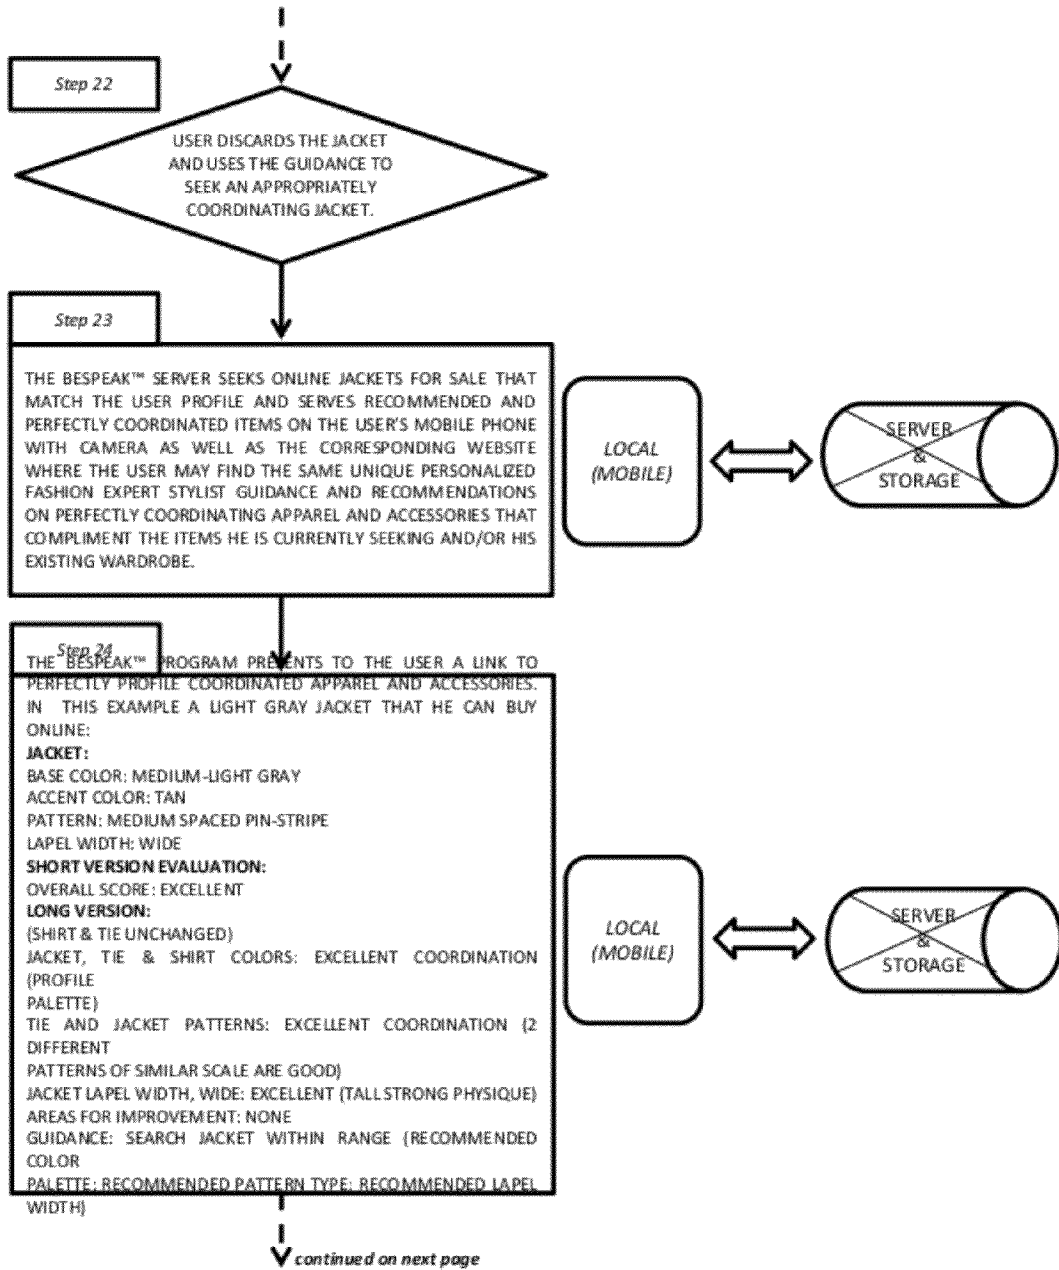 Step 22
USER DISCARDS THE JACKET
AND USES THE GUIDANCE TO
SEEK AN APPROPRIATELY
COORDINATING JACKET.
Step 23
THE BESPEAK™ SERVER SEEKS ONLINE JACKETS FOR SALE THAT
MATCH THE USER PROFILE AND SERVES RECOMMENDED AND
PERFECTLY COORDINATED ITEMS ON THE USER'S MOBILE PHONE
WITH CAMERA AS WELL AS THE CORRESPONDING WEBSITE
WHERE THE USER MAY FIND THE SAME UNIQUE PERSONALIZED
FASHION EXPERT STYLIST GUIDANCE AND RECOMMENDATIONS
ON PERFECTLY COORDINATING APPAREL AND ACCESSORIES THAT
COMPLIMENT THE ITEMS HE IS CURRENTLY SEEKING AND/OR HIS
EXISTING WARDROBE.
LOCAL
(MOBILE)
SERVER
&
STORAGE
Step 24
THE BESPEAK™ PROGRAM PRESENTS TO THE USER A LINK TO
PERFECTLY PROFILE COORDINATED APPAREL AND ACCESSORIES.
IN THIS EXAMPLE A LIGHT GRAY JACKET THAT HE CAN BUY
ONLINE:
JACKET:
BASE COLOR: MEDIUM-LIGHT GRAY
ACCENT COLOR: TAN
PATTERN: MEDIUM SPACED PIN-STRIPE
LAPEL WIDTH: WIDE
SHORT VERSION EVALUATION:
OVERALL SCORE: EXCELLENT
LONG VERSION:
(SHIRT & TIE UNCHANGED)
JACKET, TIE & SHIRT COLORS: EXCELLENT COORDINATION
(PROFILE
PALETTE)
TIE AND JACKET PATTERNS: EXCELLENT COORDINATION (2
DIFFERENT
PATTERNS OF SIMILAR SCALE ARE GOOD)
JACKET LAPEL WIDTH, WIDE: EXCELLENT (TALL STRONG PHYSIQUE)
AREAS FOR IMPROVEMENT: NONE
GUIDANCE: SEARCH JACKET WITHIN RANGE (RECOMMENDED
COLOR
PALETTE; RECOMMENDED PATTERN TYPE; RECOMMENDED LAPEL
WIDTH)
LOCAL
(MOBILE)
SERVER
&
STORAGE
continued on next page